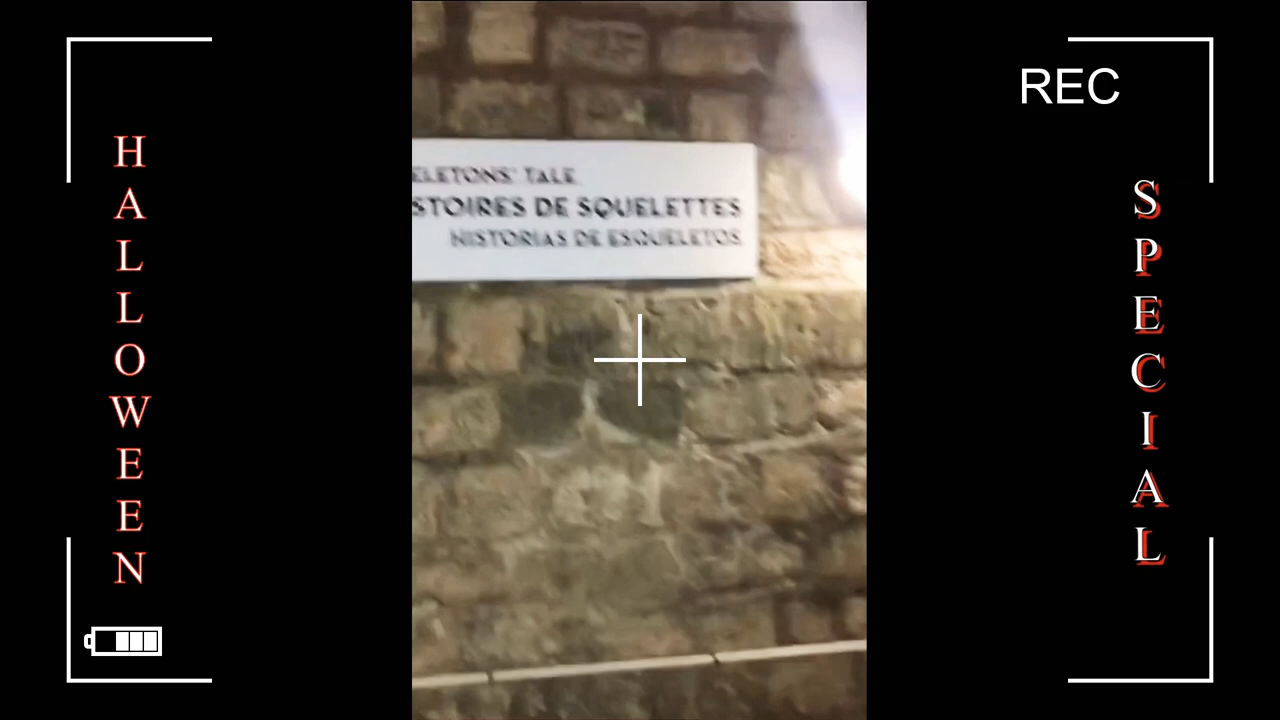 HALLOWEEN
ELETONS' TALE
STOIRES DE SQUELETTES
HISTORIAS DE ESQUELETOS
REC
SPECIAL